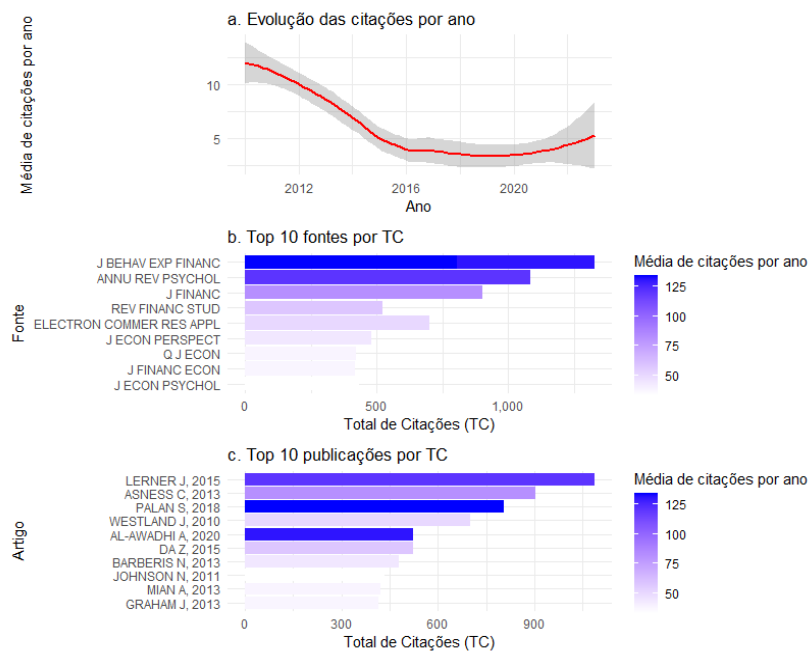 a. Evolução das citações por ano
Média de citações por ano
10
5
2012
2016
2020
Ano
b. Top 10 fontes por TC
Fonte
J BEHAV EXP FINANC
ANNU REV PSYCHOL
J FINANC
REV FINANC STUD
ELECTRON COMMER RES APPL
J ECON PERSPECT
Q J ECON
J FINANC ECON
J ECON PSYCHOL
0
500
1,000
Total de Citações (TC)
Média de citações por ano
125
100
75
50
c. Top 10 publicações por TC
Artigo
LERNER J, 2015
ASNESS C, 2013
PALAN S, 2018
WESTLAND J, 2010
AL-AWADHI A, 2020
DA Z, 2015
BARBERIS N, 2013
JOHNSON N, 2011
MIAN A, 2013
GRAHAM J, 2013
0
300
600
900
Total de Citações (TC)
Média de citações por ano
125
100
75
50